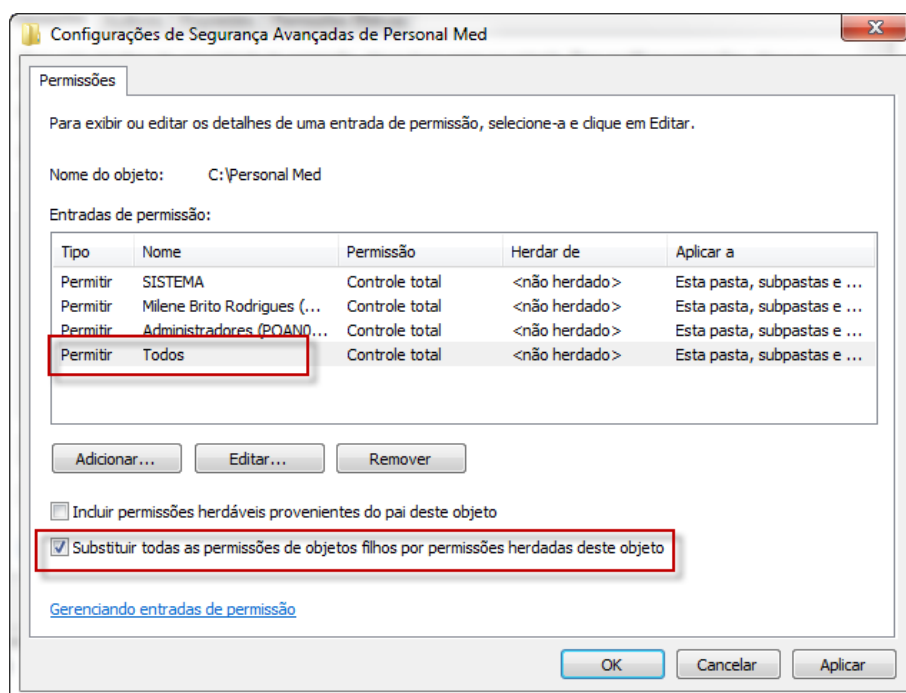 Configurações de Segurança Avançadas de Personal Med
Permissões
Para exibir ou editar os detalhes de uma entrada de permissão, selecione-a e clique em Editar.
Nome do objeto: C:\Personal Med
Entradas de permissão:
Tipo Nome Permissão Herdar de Aplicar a
Permitir SISTEMA Controle total <não herdado> Esta pasta, subpastas e ...
Permitir Milene Brito Rodrigues (... Controle total <não herdado> Esta pasta, subpastas e ...
Permitir Administradores (POAN0... Controle total <não herdado> Esta pasta, subpastas e ...
Permitir Todos Controle total <não herdado> Esta pasta, subpastas e ...
Adicionar... Editar... Remover
Incluir permissões herdáveis provenientes do pai deste objeto
Substituir todas as permissões de objetos filhos por permissões herdadas deste objeto
Gerenciando entradas de permissão
OK Cancelar Aplicar